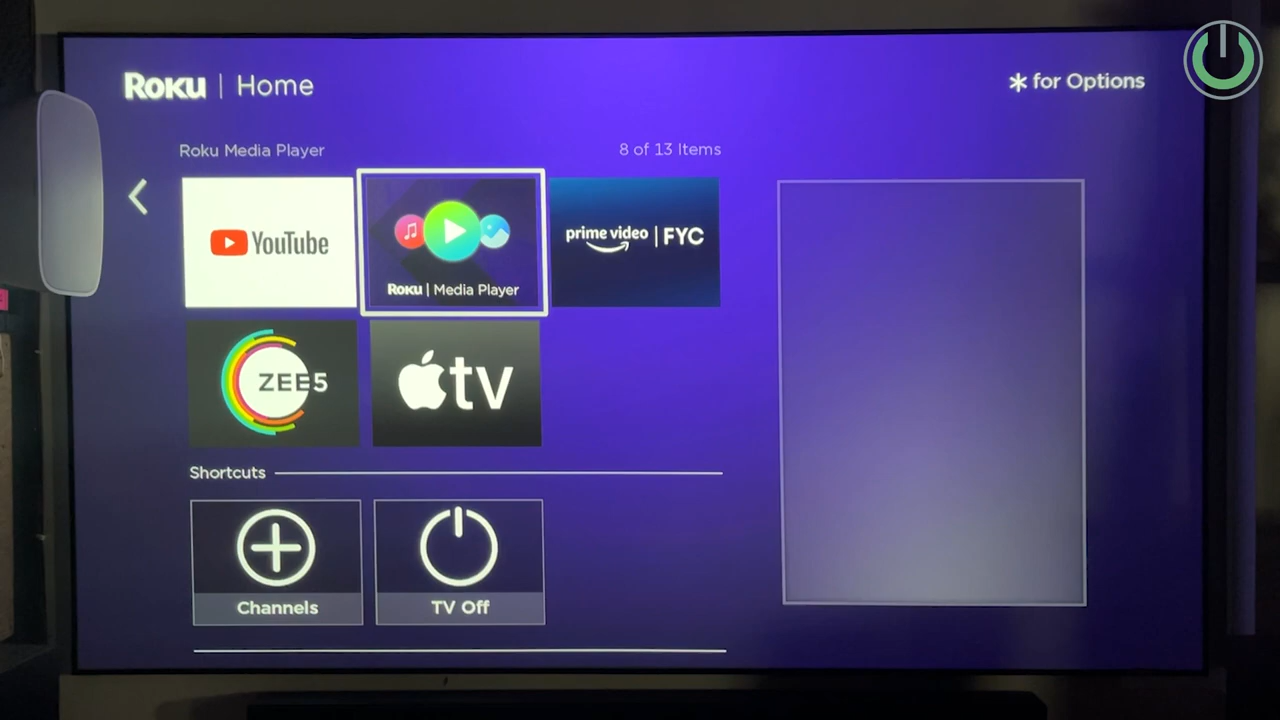 Roku | Home
* for Options
Roku Media Player
8 of 13 Items
YouTube
Roku | Media Player
prime video | FYC
ZEE5
tv
Shortcuts
Channels
TV Off